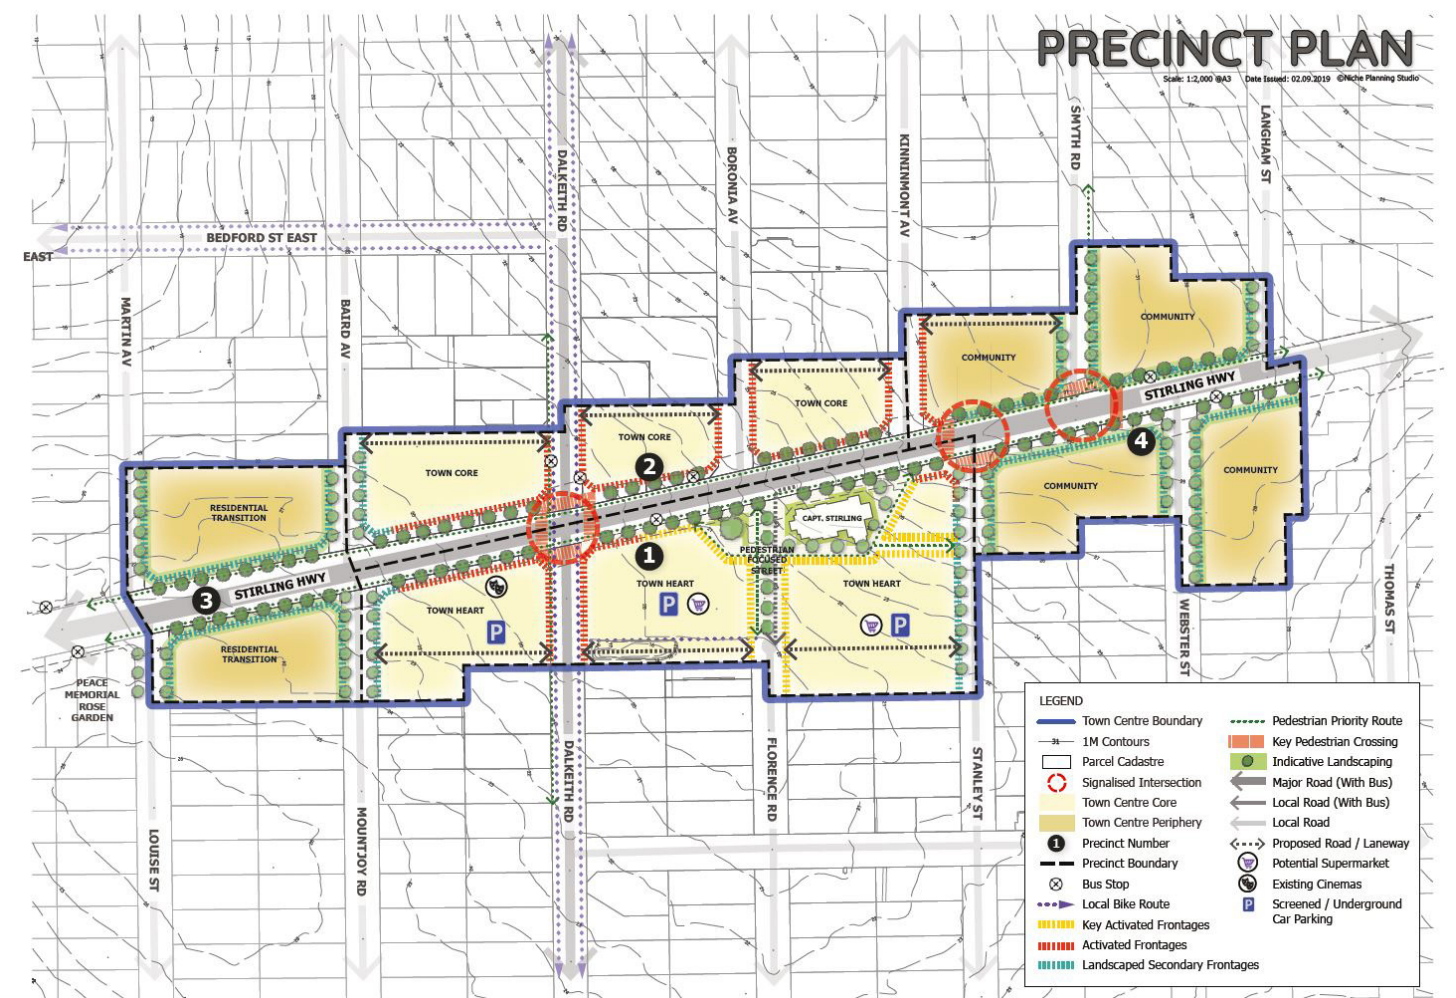 PRECINCT PLAN
Scale: 1:2,000 @A3 Date Issued: 02.09.2019 ©Niche Planning Studio
SMYTH RD
LANGHAM ST
KINNINMONT AV
BORONIA AV
DALKEITH RD
BEDFORD ST EAST
EAST
MARTIN AV
BAIRD AV
COMMUNITY
COMMUNITY
STIRLING HWY
TOWN CORE
TOWN CORE
TOWN CORE
2
4
COMMUNITY
COMMUNITY
RESIDENTIAL
TRANSITION
CAPT. STIRLING
1
PEDESTRIAN
FOCUSED
STREET
STIRLING HWY
3
TOWN HEART
TOWN HEART
TOWN HEART
P
P
P
RESIDENTIAL
TRANSITION
PEACE
MEMORIAL
ROSE
GARDEN
THOMAS ST
WEBSTER ST
DALKEITH RD
FLORENCE RD
STANLEY ST
LOUISE ST
MOUNTJOY RD
LEGEND
Town Centre Boundary
31 1M Contours
Parcel Cadastre
Signalised Intersection
Town Centre Core
Town Centre Periphery
1 Precinct Number
Precinct Boundary
Bus Stop
Local Bike Route
Key Activated Frontages
Activated Frontages
Landscaped Secondary Frontages
Pedestrian Priority Route
Key Pedestrian Crossing
Indicative Landscaping
Major Road (With Bus)
Local Road (With Bus)
Local Road
Proposed Road / Laneway
Potential Supermarket
Existing Cinemas
P Screened / Underground
Car Parking